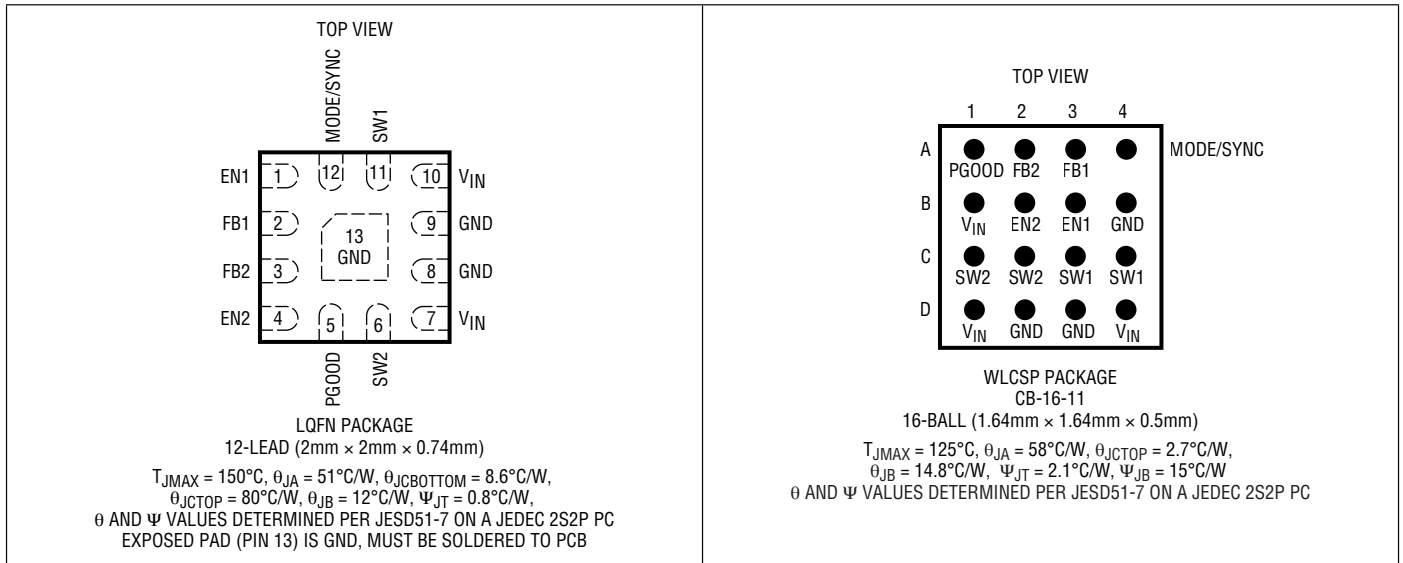 TOP VIEW
MODE/SYNC
SW1
EN1 1 12 11 10 VIN
FB1 2 9 GND
13
GND
FB2 3 8 GND
EN2 4 5 6 7 VIN
PGOOD
SW2
LQFN PACKAGE
12-LEAD (2mm × 2mm × 0.74mm)
TJMAX = 150°C, θJA = 51°C/W, θJCBOTTOM = 8.6°C/W,
θJCTOP = 80°C/W, θJB = 12°C/W, ΨJT = 0.8°C/W,
θ AND Ψ VALUES DETERMINED PER JESD51-7 ON A JEDEC 2S2P PC
EXPOSED PAD (PIN 13) IS GND, MUST BE SOLDERED TO PCB
TOP VIEW
1 2 3 4
A MODE/SYNC
PGOOD FB2 FB1
B
VIN EN2 EN1 GND
C
SW2 SW2 SW1 SW1
D
VIN GND GND VIN
WLCSP PACKAGE
CB-16-11
16-BALL (1.64mm × 1.64mm × 0.5mm)
TJMAX = 125°C, θJA = 58°C/W, θJCTOP = 2.7°C/W,
θJB = 14.8°C/W, ΨJT = 2.1°C/W, ΨJB = 15°C/W
θ AND Ψ VALUES DETERMINED PER JESD51-7 ON A JEDEC 2S2P PC